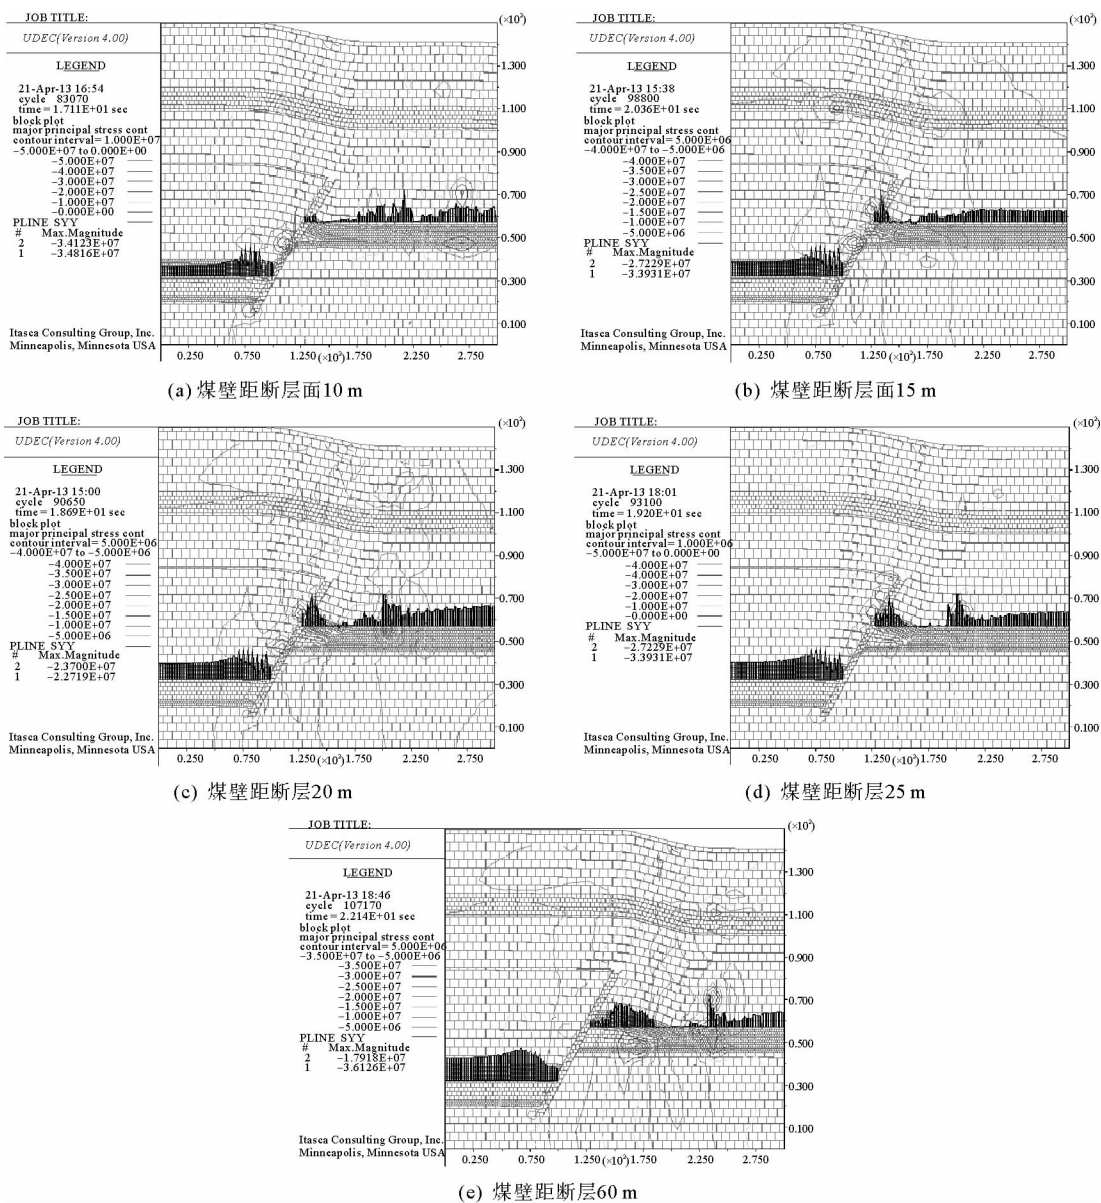 JOB TITLE:
UDEC(Version 4.00)
LEGEND
21-Apr-13 16:54
cycle 83070
time = 1.711E+01 sec
block plot
major principal stress cont
contour interval= 1.000E+07
-5.000E+07 to 0.000E+00
-5.000E+07
-4.000E+07
-3.000E+07
-2.000E+07
-1.000E+07
-0.000E+00
PLINE SYY
# Max.Magnitude
2 -3.4123E+07
1 -3.4816E+07
Itasca Consulting Group, Inc.
Minneapolis, Minnesota USA
(×10²)
1.300
1.100
0.900
0.700
0.500
0.300
0.100
0.250 0.750 1.250 (×10²) 1.750 2.250 2.750
(a) 煤壁距断层面10 m
JOB TITLE:
UDEC(Version 4.00)
LEGEND
21-Apr-13 15:38
cycle 98800
time = 2.036E+01 sec
block plot
major principal stress cont
contour interval= 5.000E+06
-4.000E+07 to -5.000E+06
-4.000E+07
-3.500E+07
-3.000E+07
-2.500E+07
-2.000E+07
-1.500E+07
-1.000E+07
-5.000E+06
PLINE SYY
# Max.Magnitude
2 -2.7229E+07
1 -3.3931E+07
Itasca Consulting Group, Inc.
Minneapolis, Minnesota USA
(×10²)
1.300
1.100
0.900
0.700
0.500
0.300
0.100
0.250 0.750 1.250 (×10²) 1.750 2.250 2.750
(b) 煤壁距断层面15 m
JOB TITLE:
UDEC(Version 4.00)
LEGEND
21-Apr-13 15:00
cycle 90650
time = 1.869E+01 sec
block plot
major principal stress cont
contour interval= 5.000E+06
-4.000E+07 to -5.000E+06
-4.000E+07
-3.500E+07
-3.000E+07
-2.500E+07
-2.000E+07
-1.500E+07
-1.000E+07
-5.000E+06
PLINE SYY
# Max.Magnitude
2 -2.3700E+07
1 -2.2719E+07
Itasca Consulting Group, Inc.
Minneapolis, Minnesota USA
(×10²)
1.300
1.100
0.900
0.700
0.500
0.300
0.100
0.250 0.750 1.250 (×10²) 1.750 2.250 2.750
(c) 煤壁距断层20 m
JOB TITLE:
UDEC(Version 4.00)
LEGEND
21-Apr-13 18:01
cycle 93100
time = 1.920E+01 sec
block plot
major principal stress cont
contour interval= 1.000E+06
-5.000E+07 to 0.000E+00
-4.000E+07
-4.000E+07
-3.000E+07
-2.000E+07
-1.000E+07
-0.000E+00
PLINE SYY
# Max.Magnitude
2 -2.7229E+07
1 -3.3931E+07
Itasca Consulting Group, Inc.
Minneapolis, Minnesota USA
(×10²)
1.300
1.100
0.900
0.700
0.500
0.300
0.100
0.250 0.750 1.250 (×10²) 1.750 2.250 2.750
(d) 煤壁距断层25 m
JOB TITLE:
UDEC(Version 4.00)
LEGEND
21-Apr-13 18:46
cycle 107170
time = 2.214E+01 sec
block plot
major principal stress cont
contour interval= 5.000E+06
-3.500E+07 to -5.000E+06
-3.500E+07
-3.000E+07
-2.500E+07
-2.000E+07
-1.500E+07
-1.000E+07
-5.000E+06
PLINE SYY
# Max.Magnitude
2 -1.7918E+07
1 -3.6126E+07
Itasca Consulting Group, Inc.
Minneapolis, Minnesota USA
(×10²)
1.300
1.100
0.900
0.700
0.500
0.300
0.100
0.250 0.750 1.250 (×10²) 1.750 2.250 2.750
(e) 煤壁距断层60 m